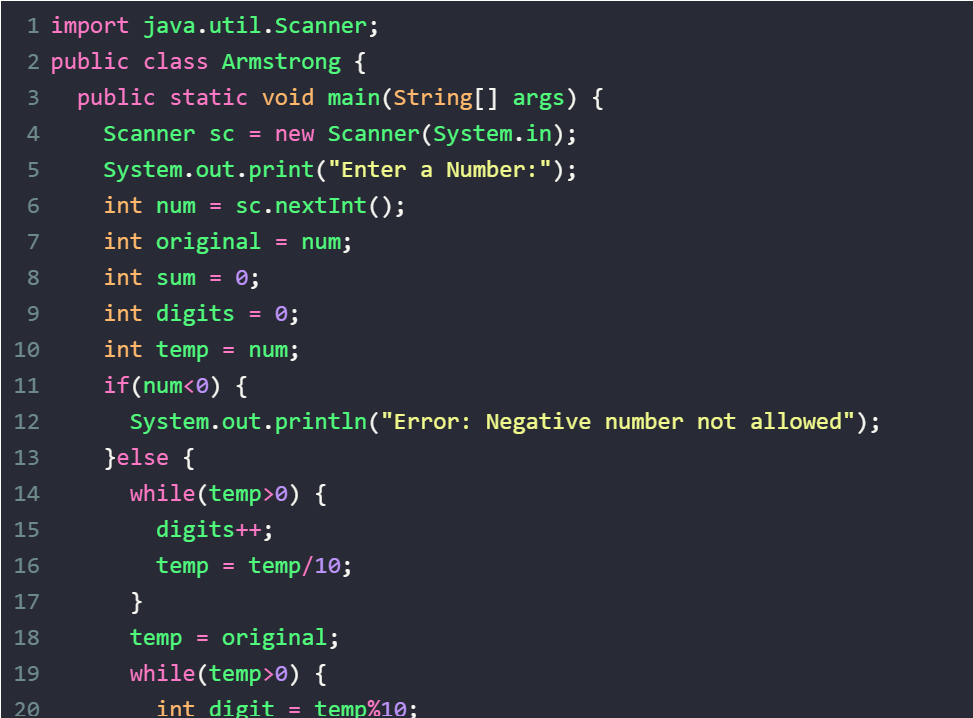 1 import java.util.Scanner;
2 public class Armstrong {
3   public static void main(String[] args) {
4     Scanner sc = new Scanner(System.in);
5     System.out.print("Enter a Number:");
6     int num = sc.nextInt();
7     int original = num;
8     int sum = 0;
9     int digits = 0;
10     int temp = num;
11     if(num<0) {
12       System.out.println("Error: Negative number not allowed");
13     }else {
14       while(temp>0) {
15         digits++;
16         temp = temp/10;
17       }
18       temp = original;
19       while(temp>0) {
20         int digit = temp%10;